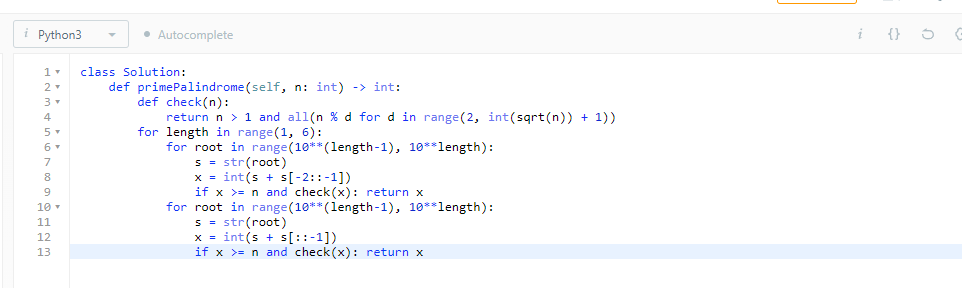 i Python3 Autocomplete i {}
1 class Solution:
2     def primePalindrome(self, n: int) -> int:
3         def check(n):
4             return n > 1 and all(n % d for d in range(2, int(sqrt(n)) + 1))
5         for length in range(1, 6):
6             for root in range(10**(length-1), 10**length):
7                 s = str(root)
8                 x = int(s + s[-2::-1])
9                 if x >= n and check(x): return x
10             for root in range(10**(length-1), 10**length):
11                 s = str(root)
12                 x = int(s + s[::-1])
13                 if x >= n and check(x): return x